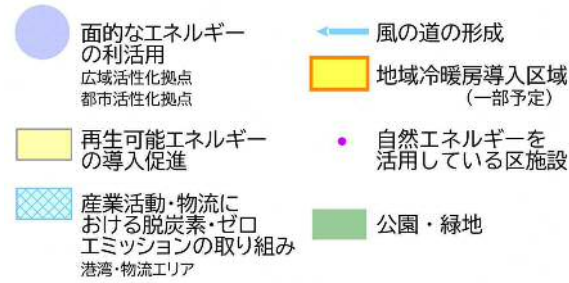 面的なエネルギー
の利活用
広域活性化拠点
都市活性化拠点
再生可能エネルギー
の導入促進
産業活動・物流に
おける脱炭素・ゼロ
エミッションの取り組み
港湾・物流エリア
風の道の形成
地域冷暖房導入区域
（一部予定）
自然エネルギーを
活用している区施設
公園・緑地